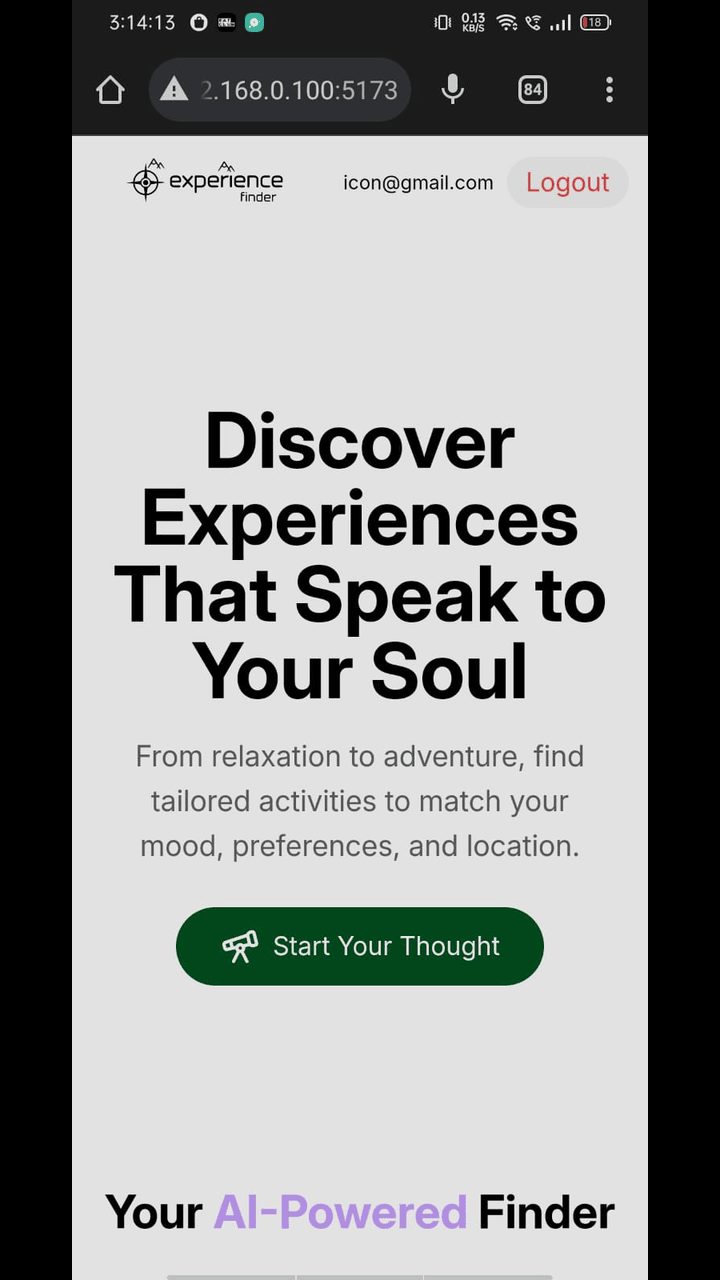 3:14:13
0.13
KB/S
18
2.168.0.100:5173
84
experience
finder
icon@gmail.com
Logout
Discover
Experiences
That Speak to
Your Soul
From relaxation to adventure, find
tailored activities to match your
mood, preferences, and location.
Start Your Thought
Your AI-Powered Finder